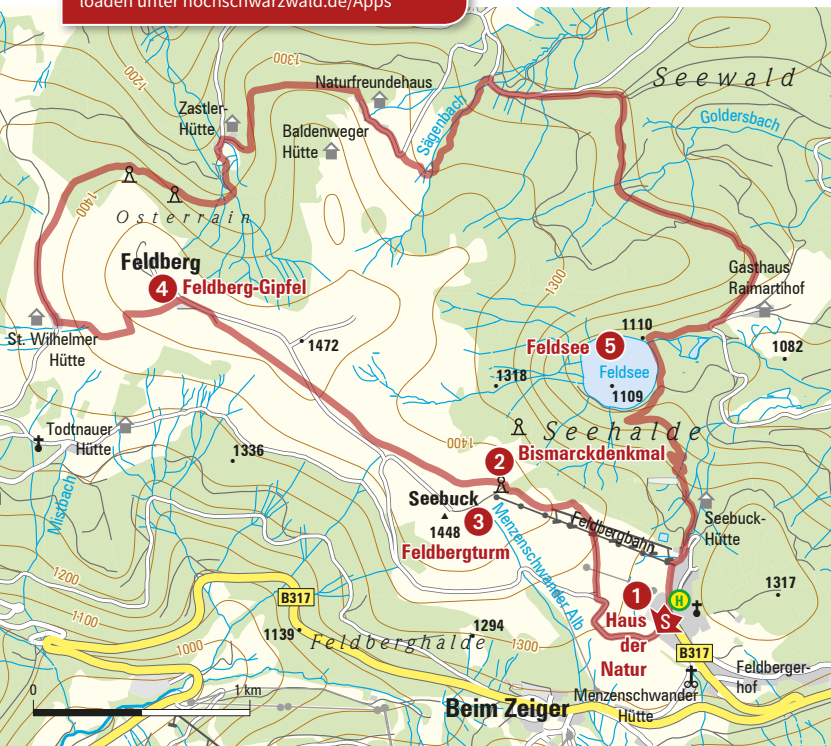 loaden unter hochschwarzwald.de/Apps
1300
1200
Naturfreundehaus
Seewald
Zastler-
Hütte
Baldenweger
Hütte
Sägenbach
Goldersbach
1400
Osterrain
Feldberg
4 Feldberg-Gipfel
1300
Gasthaus
Raimartihof
St. Wilhelmer
Hütte
1472
1110
Feldsee 5
Feldsee
1109
1082
1318
Todtnauer
Hütte
1336
1400
Seehalde
2 Bismarckdenkmal
Seebuck
3
1448
Feldbergturm
Menzenschwander Alb
Feldbergbahn
Seebuck-
Hütte
Mistbach
1200
1100
1000
B317
1139
Feldberghalde
1294
1300
1
Haus
der
Natur
H
S
1317
B317
Feldberger-
hof
Menzenschwander
Hütte
Beim Zeiger
0 1 km